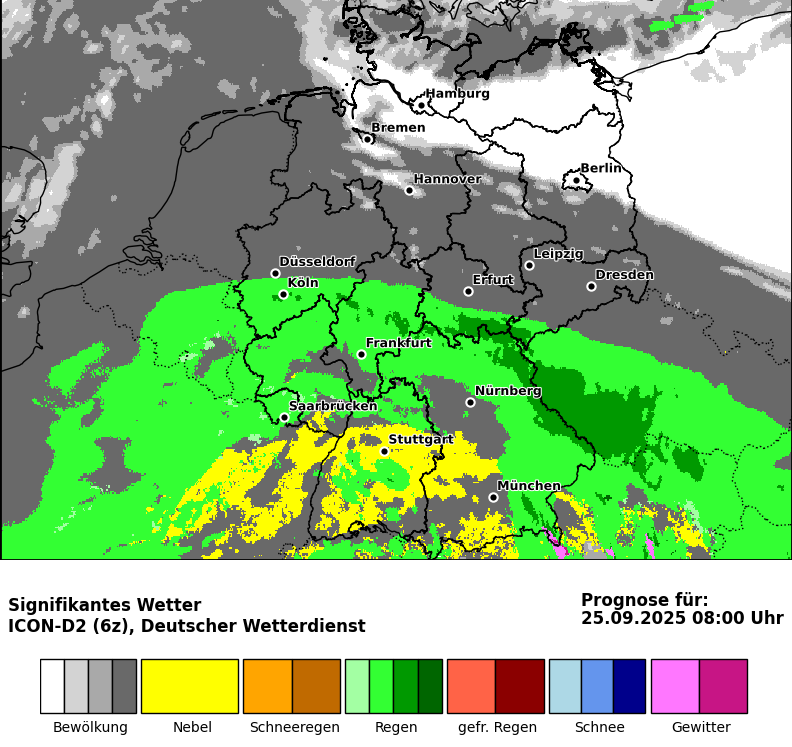 Hamburg
Bremen
Berlin
Hannover
Leipzig
Düsseldorf
Dresden
Köln
Erfurt
Frankfurt
Nürnberg
Saarbrücken
Stuttgart
München
Signifikantes Wetter
ICON-D2 (6z), Deutscher Wetterdienst
Prognose für:
25.09.2025 08:00 Uhr
Bewölkung Nebel Schneeregen Regen gefr. Regen Schnee Gewitter